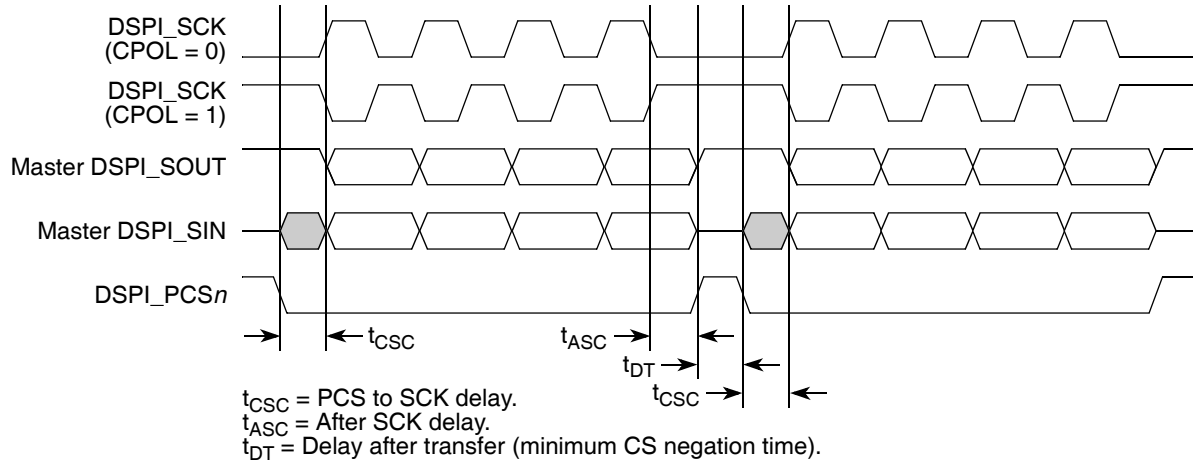 DSPI_SCK
(CPOL = 0)
DSPI_SCK
(CPOL = 1)
Master DSPI_SOUT
Master DSPI_SIN
DSPI_PCSn
tCSC
tASC
tDT
tCSC
tCSC = PCS to SCK delay.
tASC = After SCK delay.
tDT = Delay after transfer (minimum CS negation time).